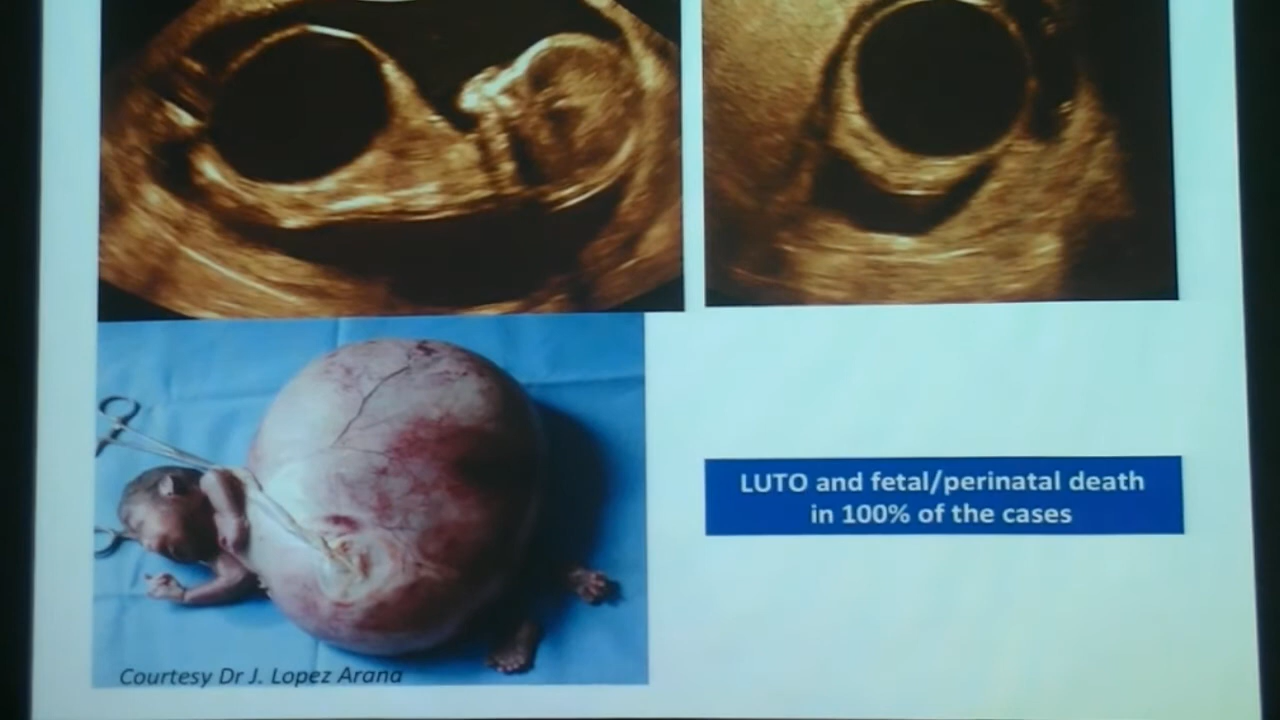 LUTO and fetal/perinatal death
in 100% of the cases
Courtesy Dr J. Lopez Arana